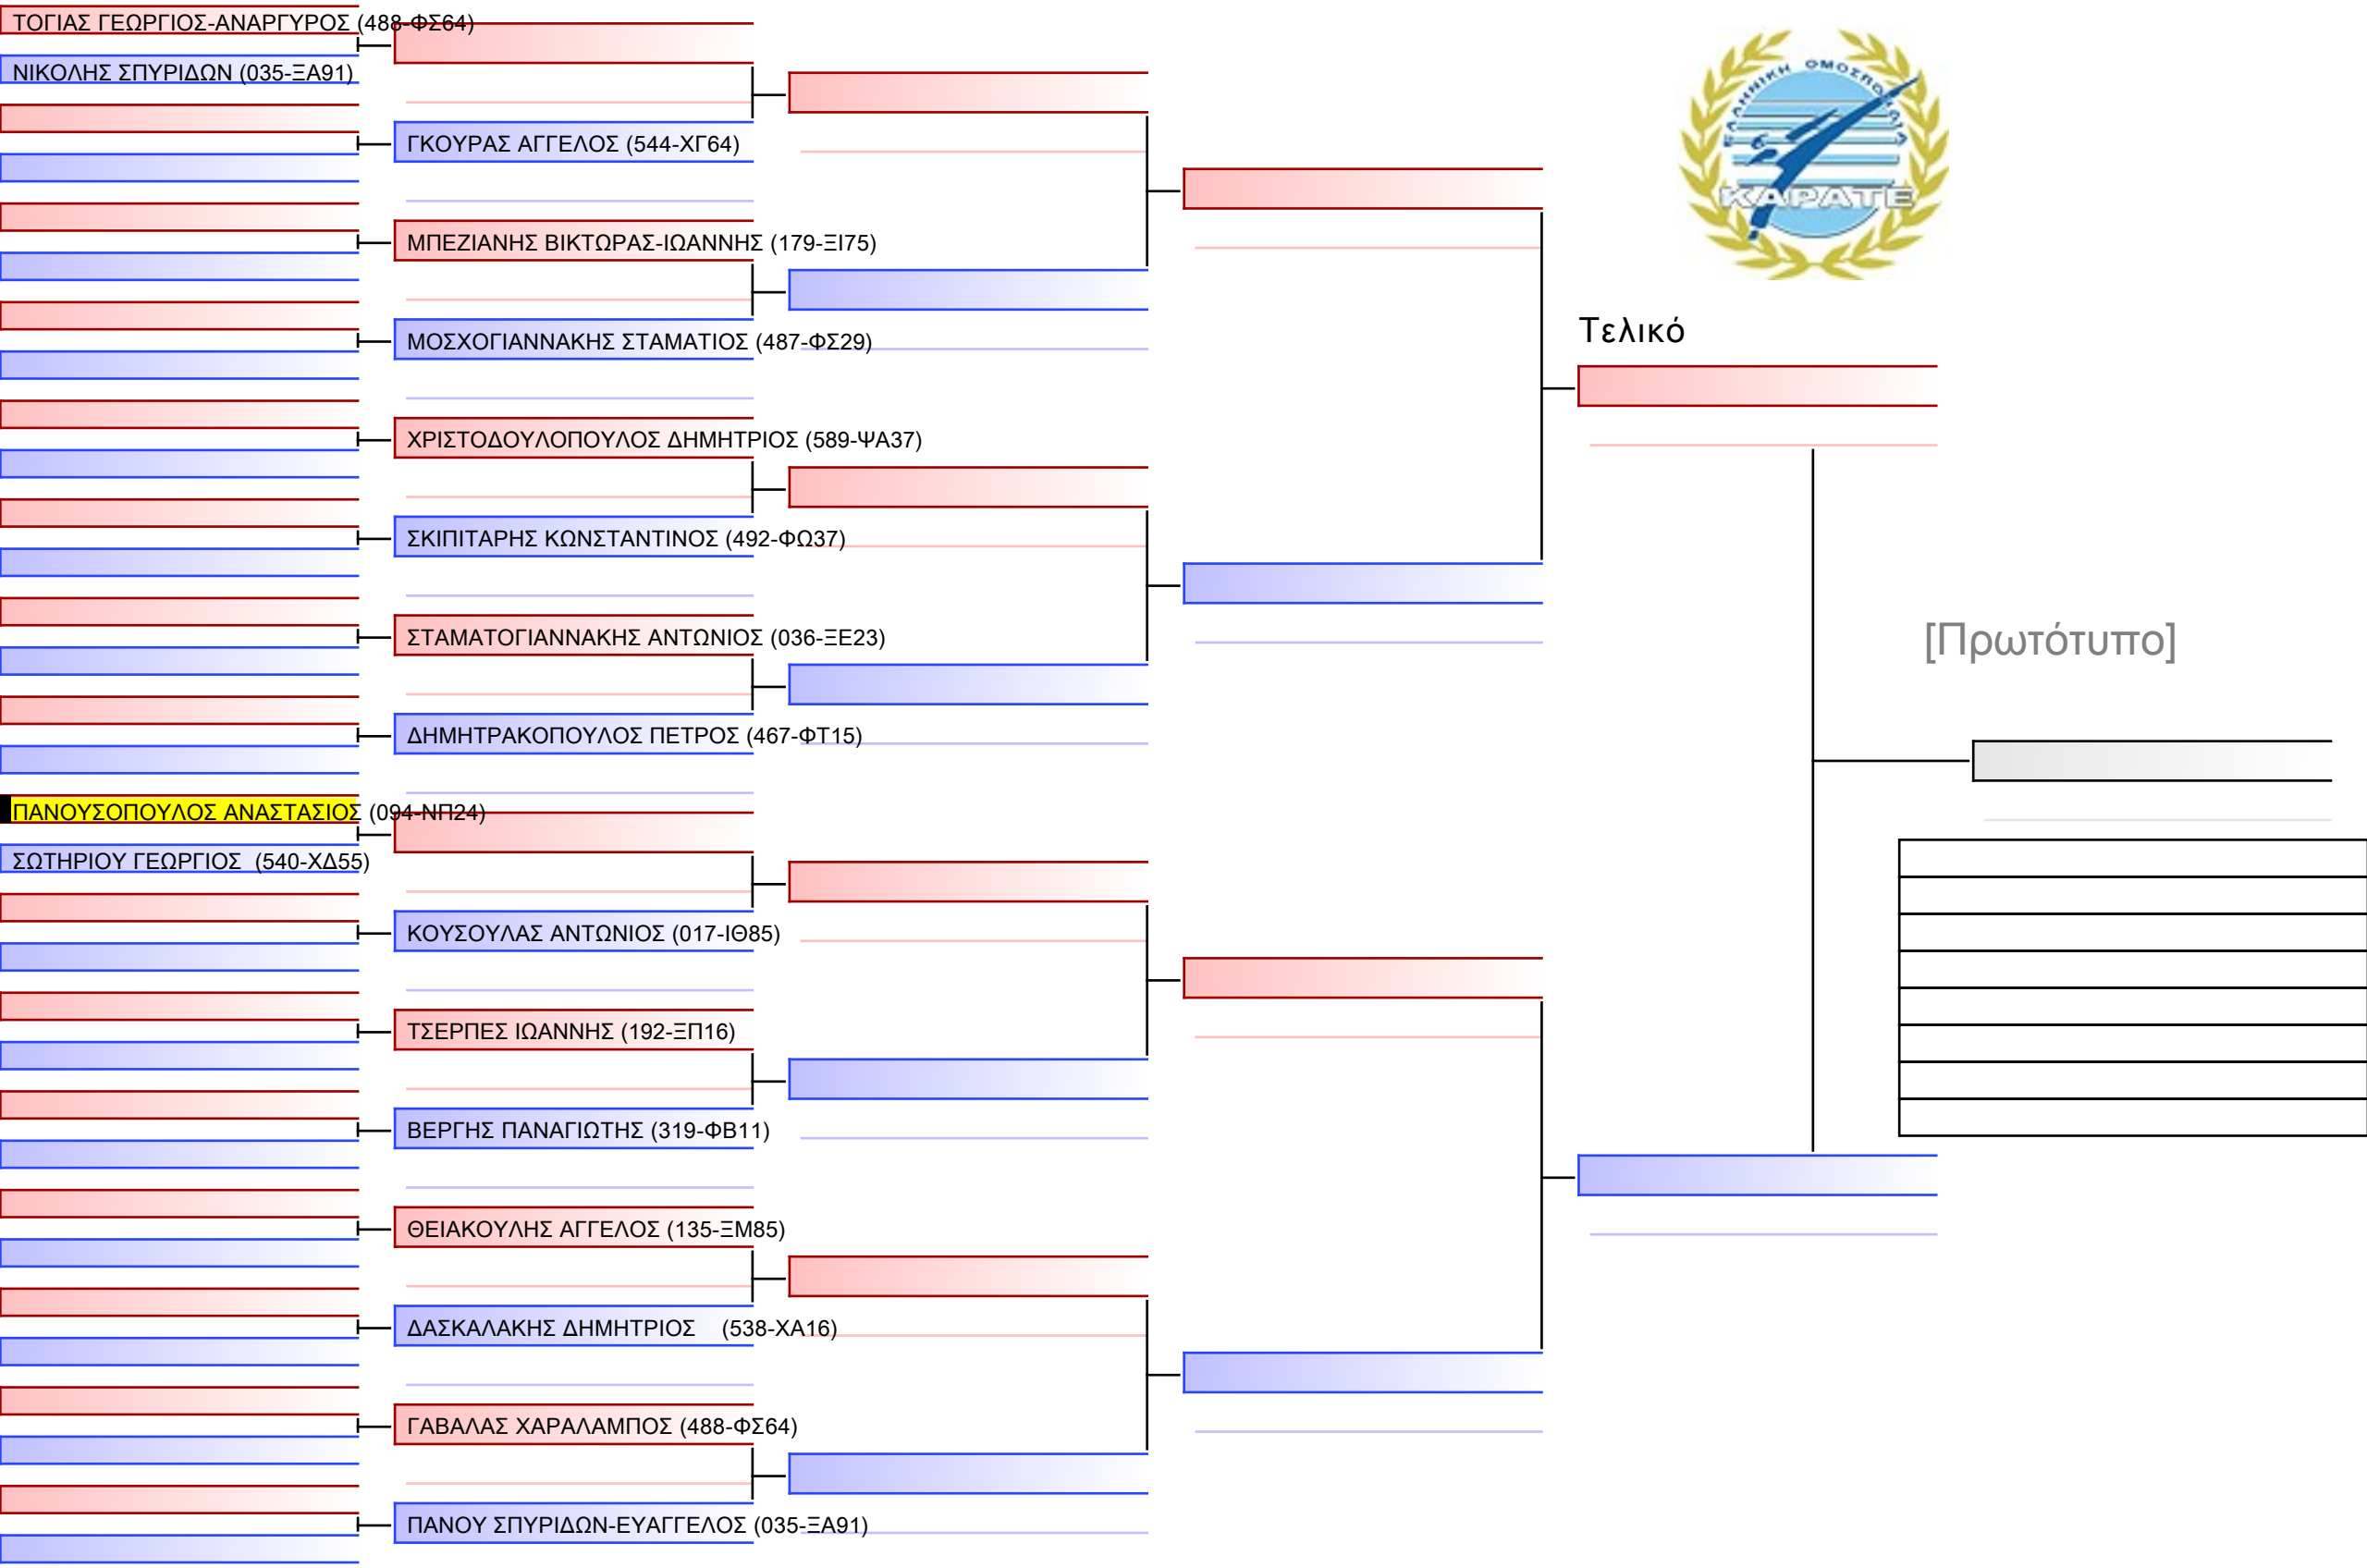 ΤΟΓΙΑΣ ΓΕΩΡΓΙΟΣ-ΑΝΑΡΓΥΡΟΣ (488-ΦΣ64)
ΝΙΚΟΛΗΣ ΣΠΥΡΙΔΩΝ (035-ΞΑ91)
ΓΚΟΥΡΑΣ ΑΓΓΕΛΟΣ (544-ΧΓ64)
ΜΠΕΖΙΑΝΗΣ ΒΙΚΤΩΡΑΣ-ΙΩΑΝΝΗΣ (179-ΞΙ75)
ΜΟΣΧΟΓΙΑΝΝΑΚΗΣ ΣΤΑΜΑΤΙΟΣ (487-ΦΣ29)
ΧΡΙΣΤΟΔΟΥΛΟΠΟΥΛΟΣ ΔΗΜΗΤΡΙΟΣ (589-ΨΑ37)
ΣΚΙΠΙΤΑΡΗΣ ΚΩΝΣΤΑΝΤΙΝΟΣ (492-ΦΩ37)
ΣΤΑΜΑΤΟΓΙΑΝΝΑΚΗΣ ΑΝΤΩΝΙΟΣ (036-ΞΕ23)
ΔΗΜΗΤΡΑΚΟΠΟΥΛΟΣ ΠΕΤΡΟΣ (467-ΦΤ15)
ΠΑΝΟΥΣΟΠΟΥΛΟΣ ΑΝΑΣΤΑΣΙΟΣ (094-ΝΠ24)
ΣΩΤΗΡΙΟΥ ΓΕΩΡΓΙΟΣ (540-ΧΔ55)
ΚΟΥΣΟΥΛΑΣ ΑΝΤΩΝΙΟΣ (017-ΙΘ85)
ΤΣΕΡΠΕΣ ΙΩΑΝΝΗΣ (192-ΞΠ16)
ΒΕΡΓΗΣ ΠΑΝΑΓΙΩΤΗΣ (319-ΦΒ11)
ΘΕΙΑΚΟΥΛΗΣ ΑΓΓΕΛΟΣ (135-ΞΜ85)
ΔΑΣΚΑΛΑΚΗΣ ΔΗΜΗΤΡΙΟΣ (538-ΧΑ16)
ΓΑΒΑΛΑΣ ΧΑΡΑΛΑΜΠΟΣ (488-ΦΣ64)
ΠΑΝΟΥ ΣΠΥΡΙΔΩΝ-ΕΥΑΓΓΕΛΟΣ (035-ΞΑ91)
ΕΛΛΗΝΙΚΗ ΟΜΟΣΠΟΝΔΙΑ
ΚΑΡΑΤΕ
Τελικό
[Πρωτότυπο]